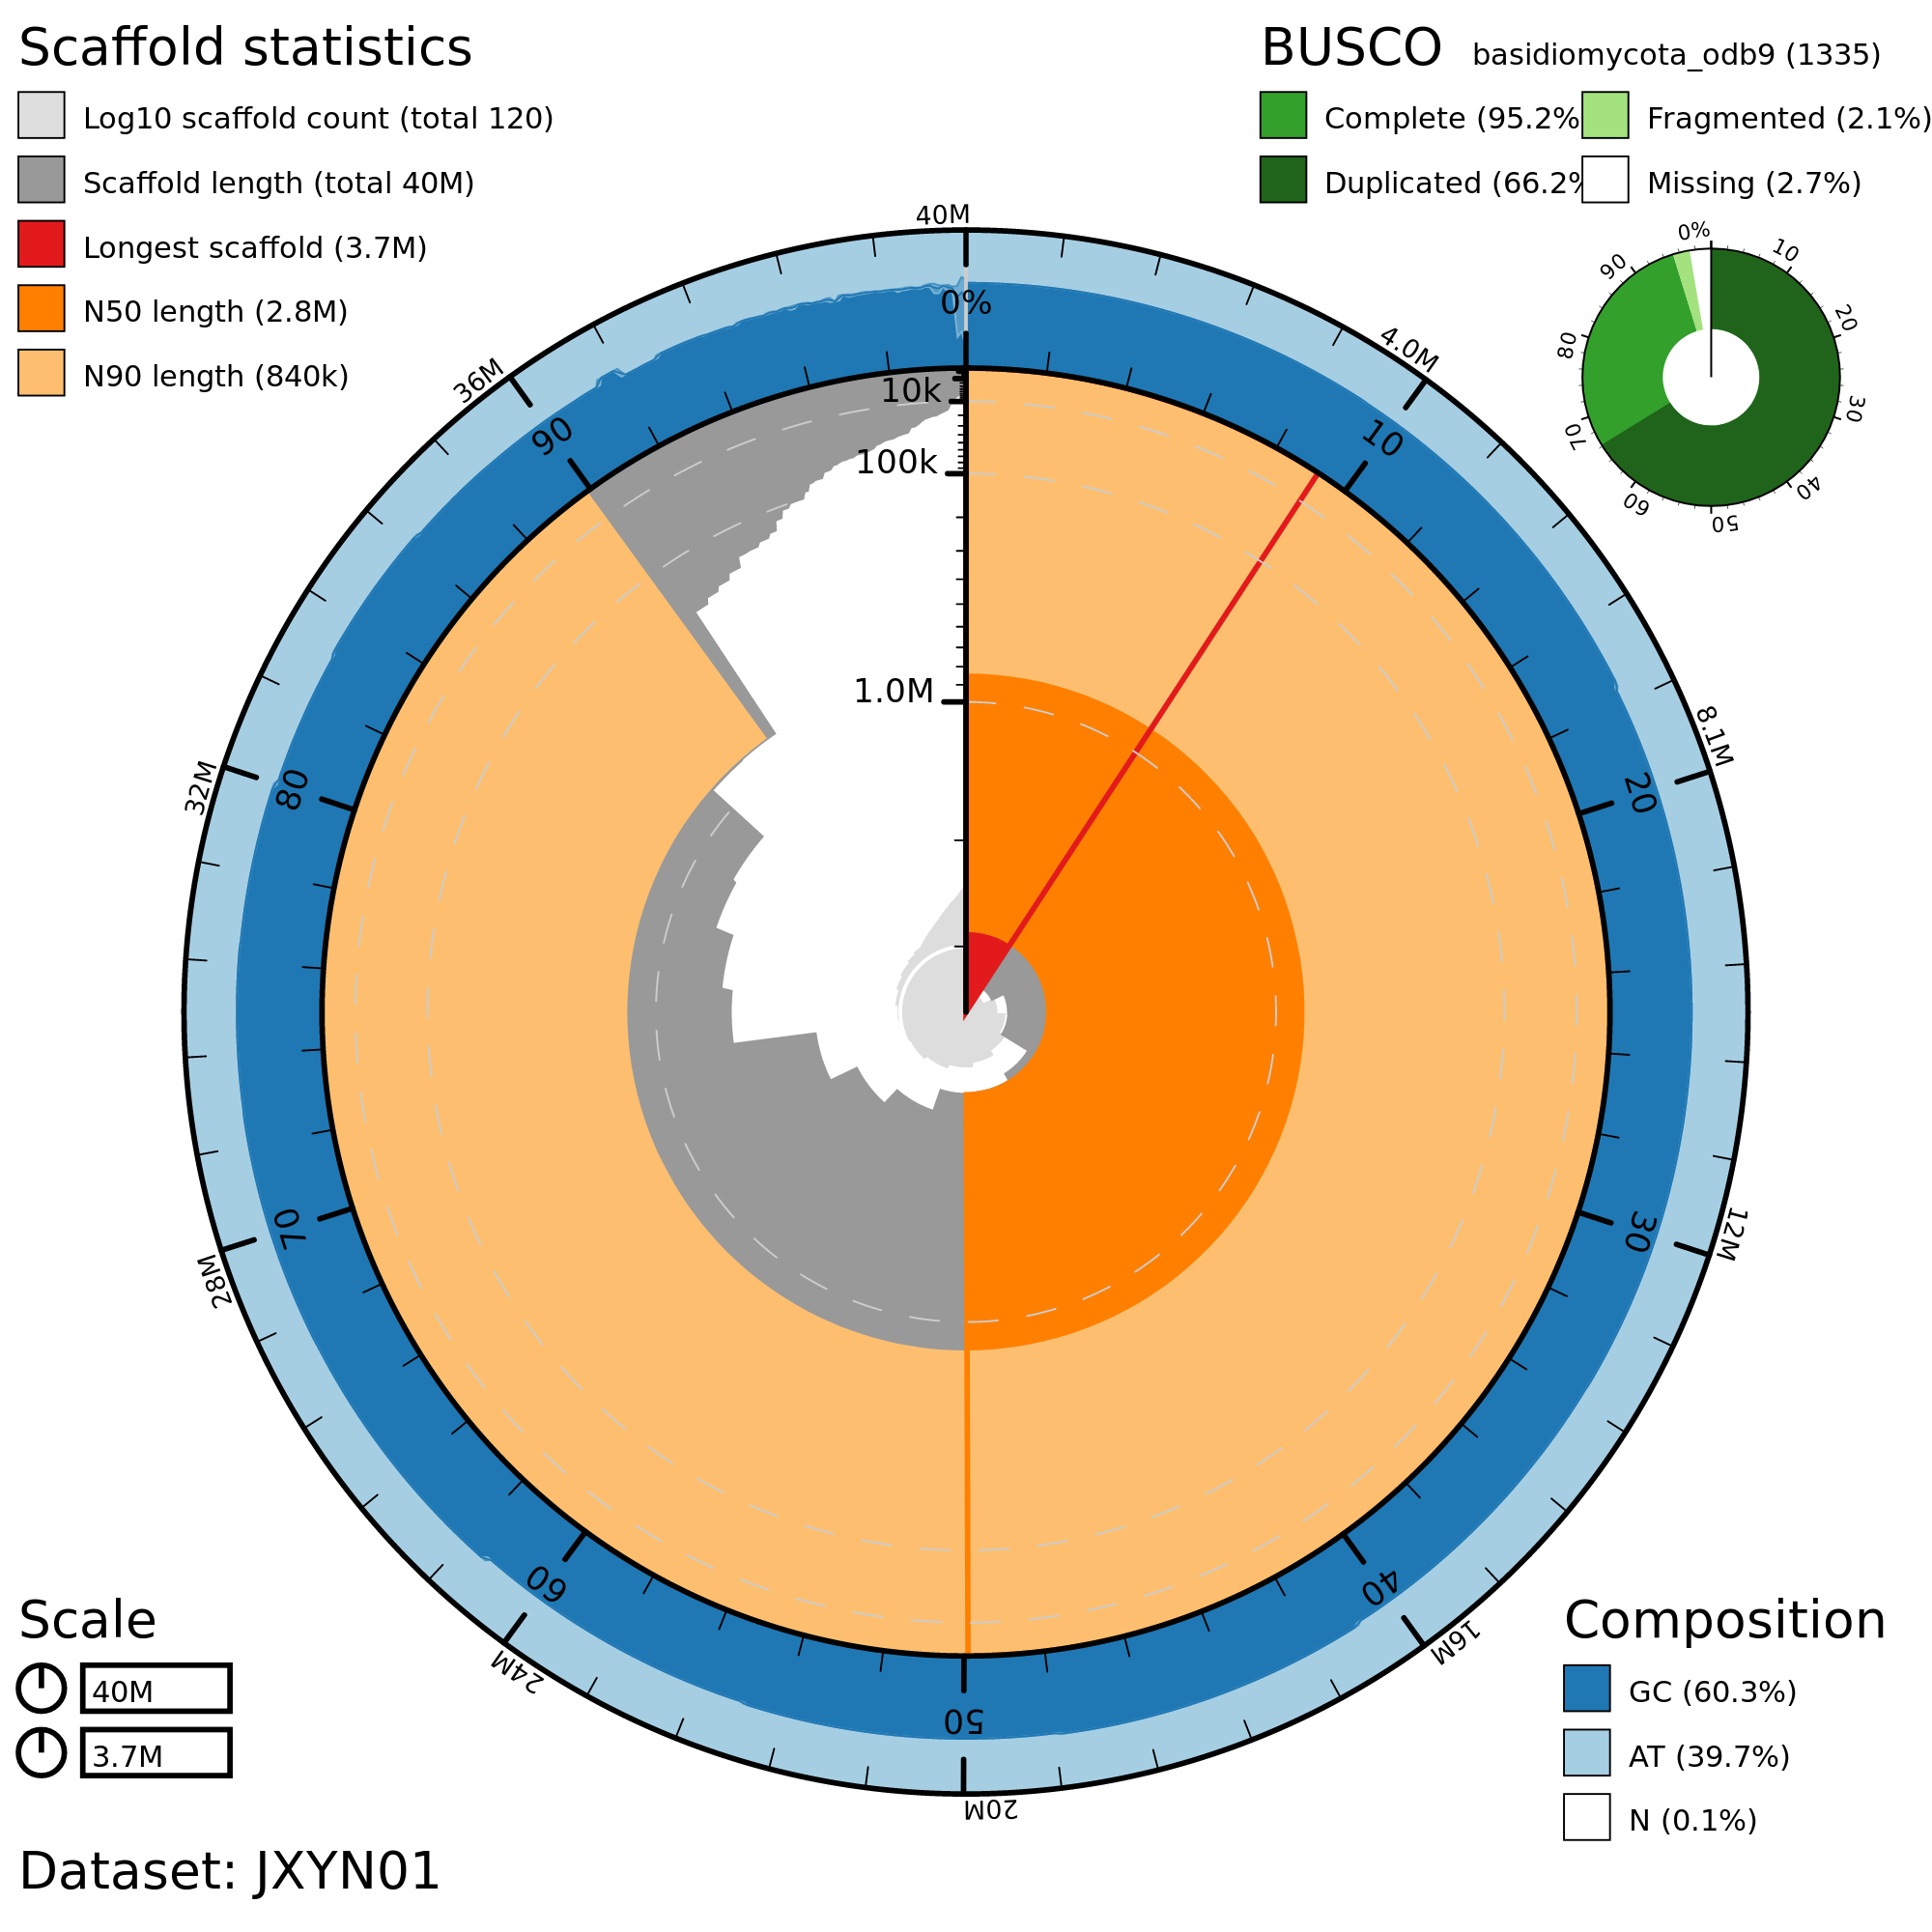 Scaffold statistics
Log10 scaffold count (total 120)
Scaffold length (total 40M)
Longest scaffold (3.7M)
N50 length (2.8M)
N90 length (840k)
BUSCO basidiomycota_odb9 (1335)
Complete (95.2% Fragmented (2.1%)
Duplicated (66.2% Missing (2.7%)
0%
10
20
30
40
50
60
70
80
90
40M
4.0M
8.1M
12M
16M
20M
24M
28M
32M
36M
0%
10
20
30
40
50
60
70
80
90
10k
100k
1.0M
Scale
40M
3.7M
Composition
GC (60.3%)
AT (39.7%)
N (0.1%)
Dataset: JXYN01